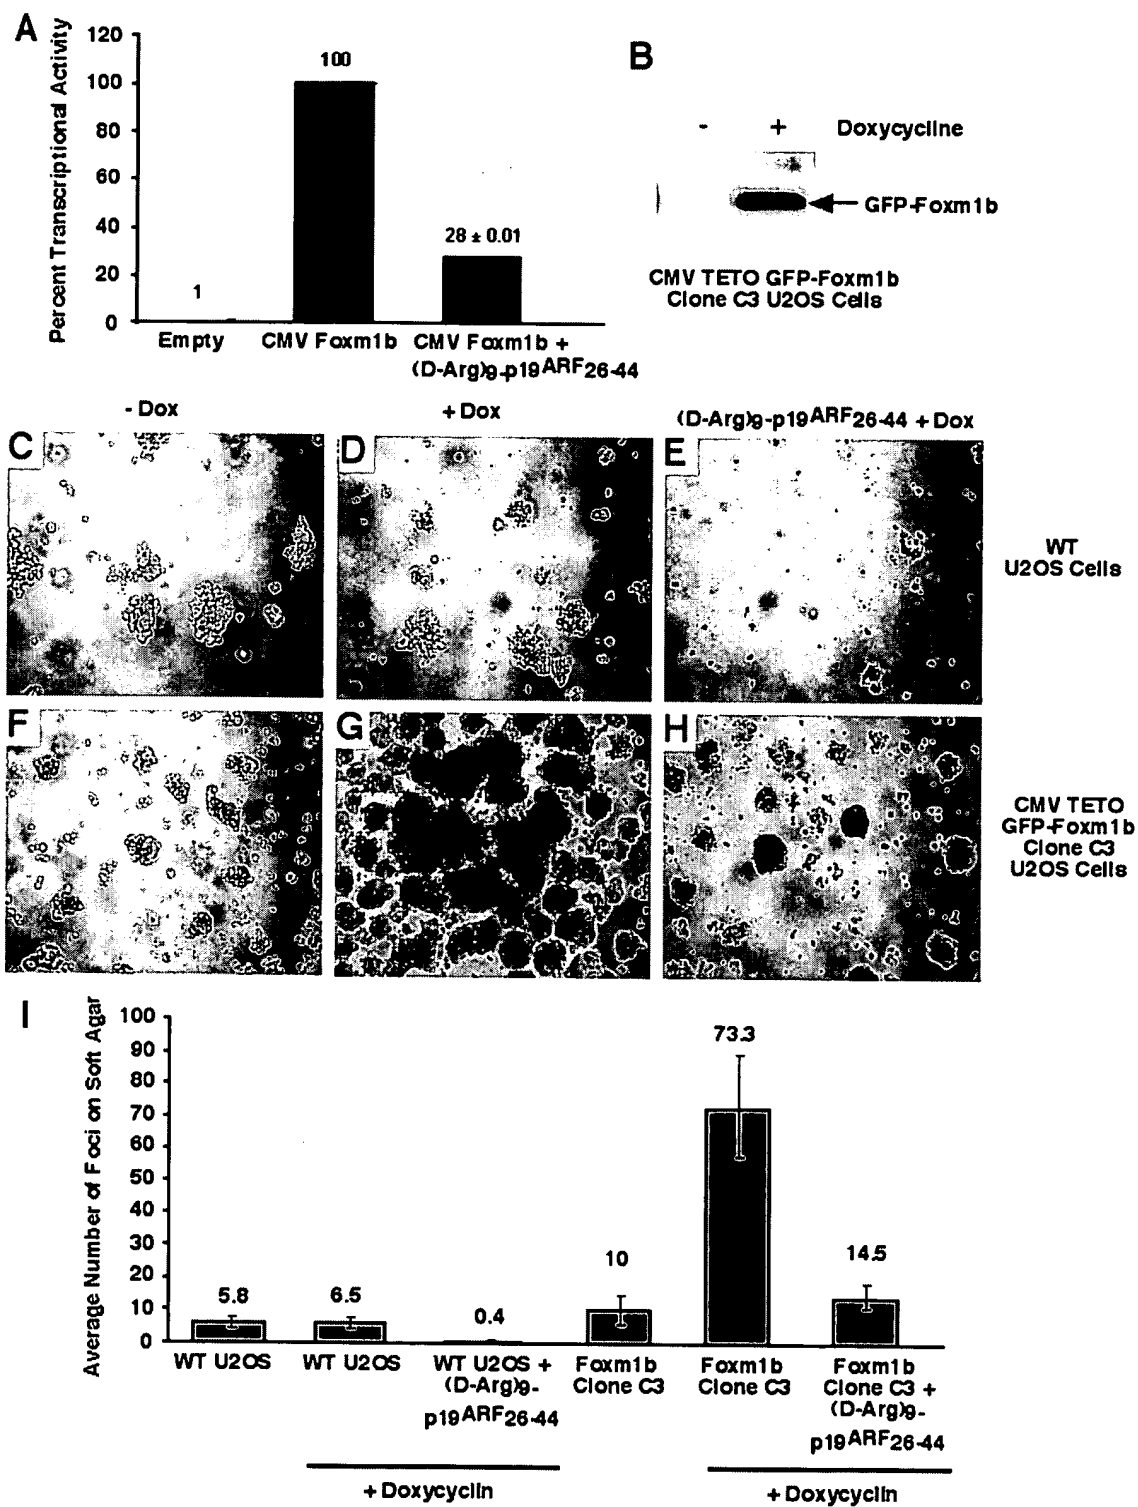 A
Percent Transcriptional Activity
120
100
80
60
40
20
0
1
100
28 ± 0.01
Empty
CMV Foxm1b
CMV Foxm1b +
(D-Arg)9-p19ARF26-44
B
- + Doxycycline
GFP-Foxm1b
CMV TETO GFP-Foxm1b
Clone C3 U2OS Cells
- Dox
+ Dox
(D-Arg)9-p19ARF26-44 + Dox
C
D
E
WT
U2OS Cells
F
G
H
CMV TETO
GFP-Foxm1b
Clone C3
U2OS Cells
I
Average Number of Foci on Soft Agar
100
90
80
70
60
50
40
30
20
10
0
5.8
6.5
0.4
10
73.3
14.5
WT U2OS
WT U2OS
WT U2OS +
(D-Arg)9-
p19ARF26-44
Foxm1b
Clone C3
Foxm1b
Clone C3
Foxm1b
Clone C3 +
(D-Arg)9-
p19ARF26-44
+ Doxycyclin
+ Doxycyclin